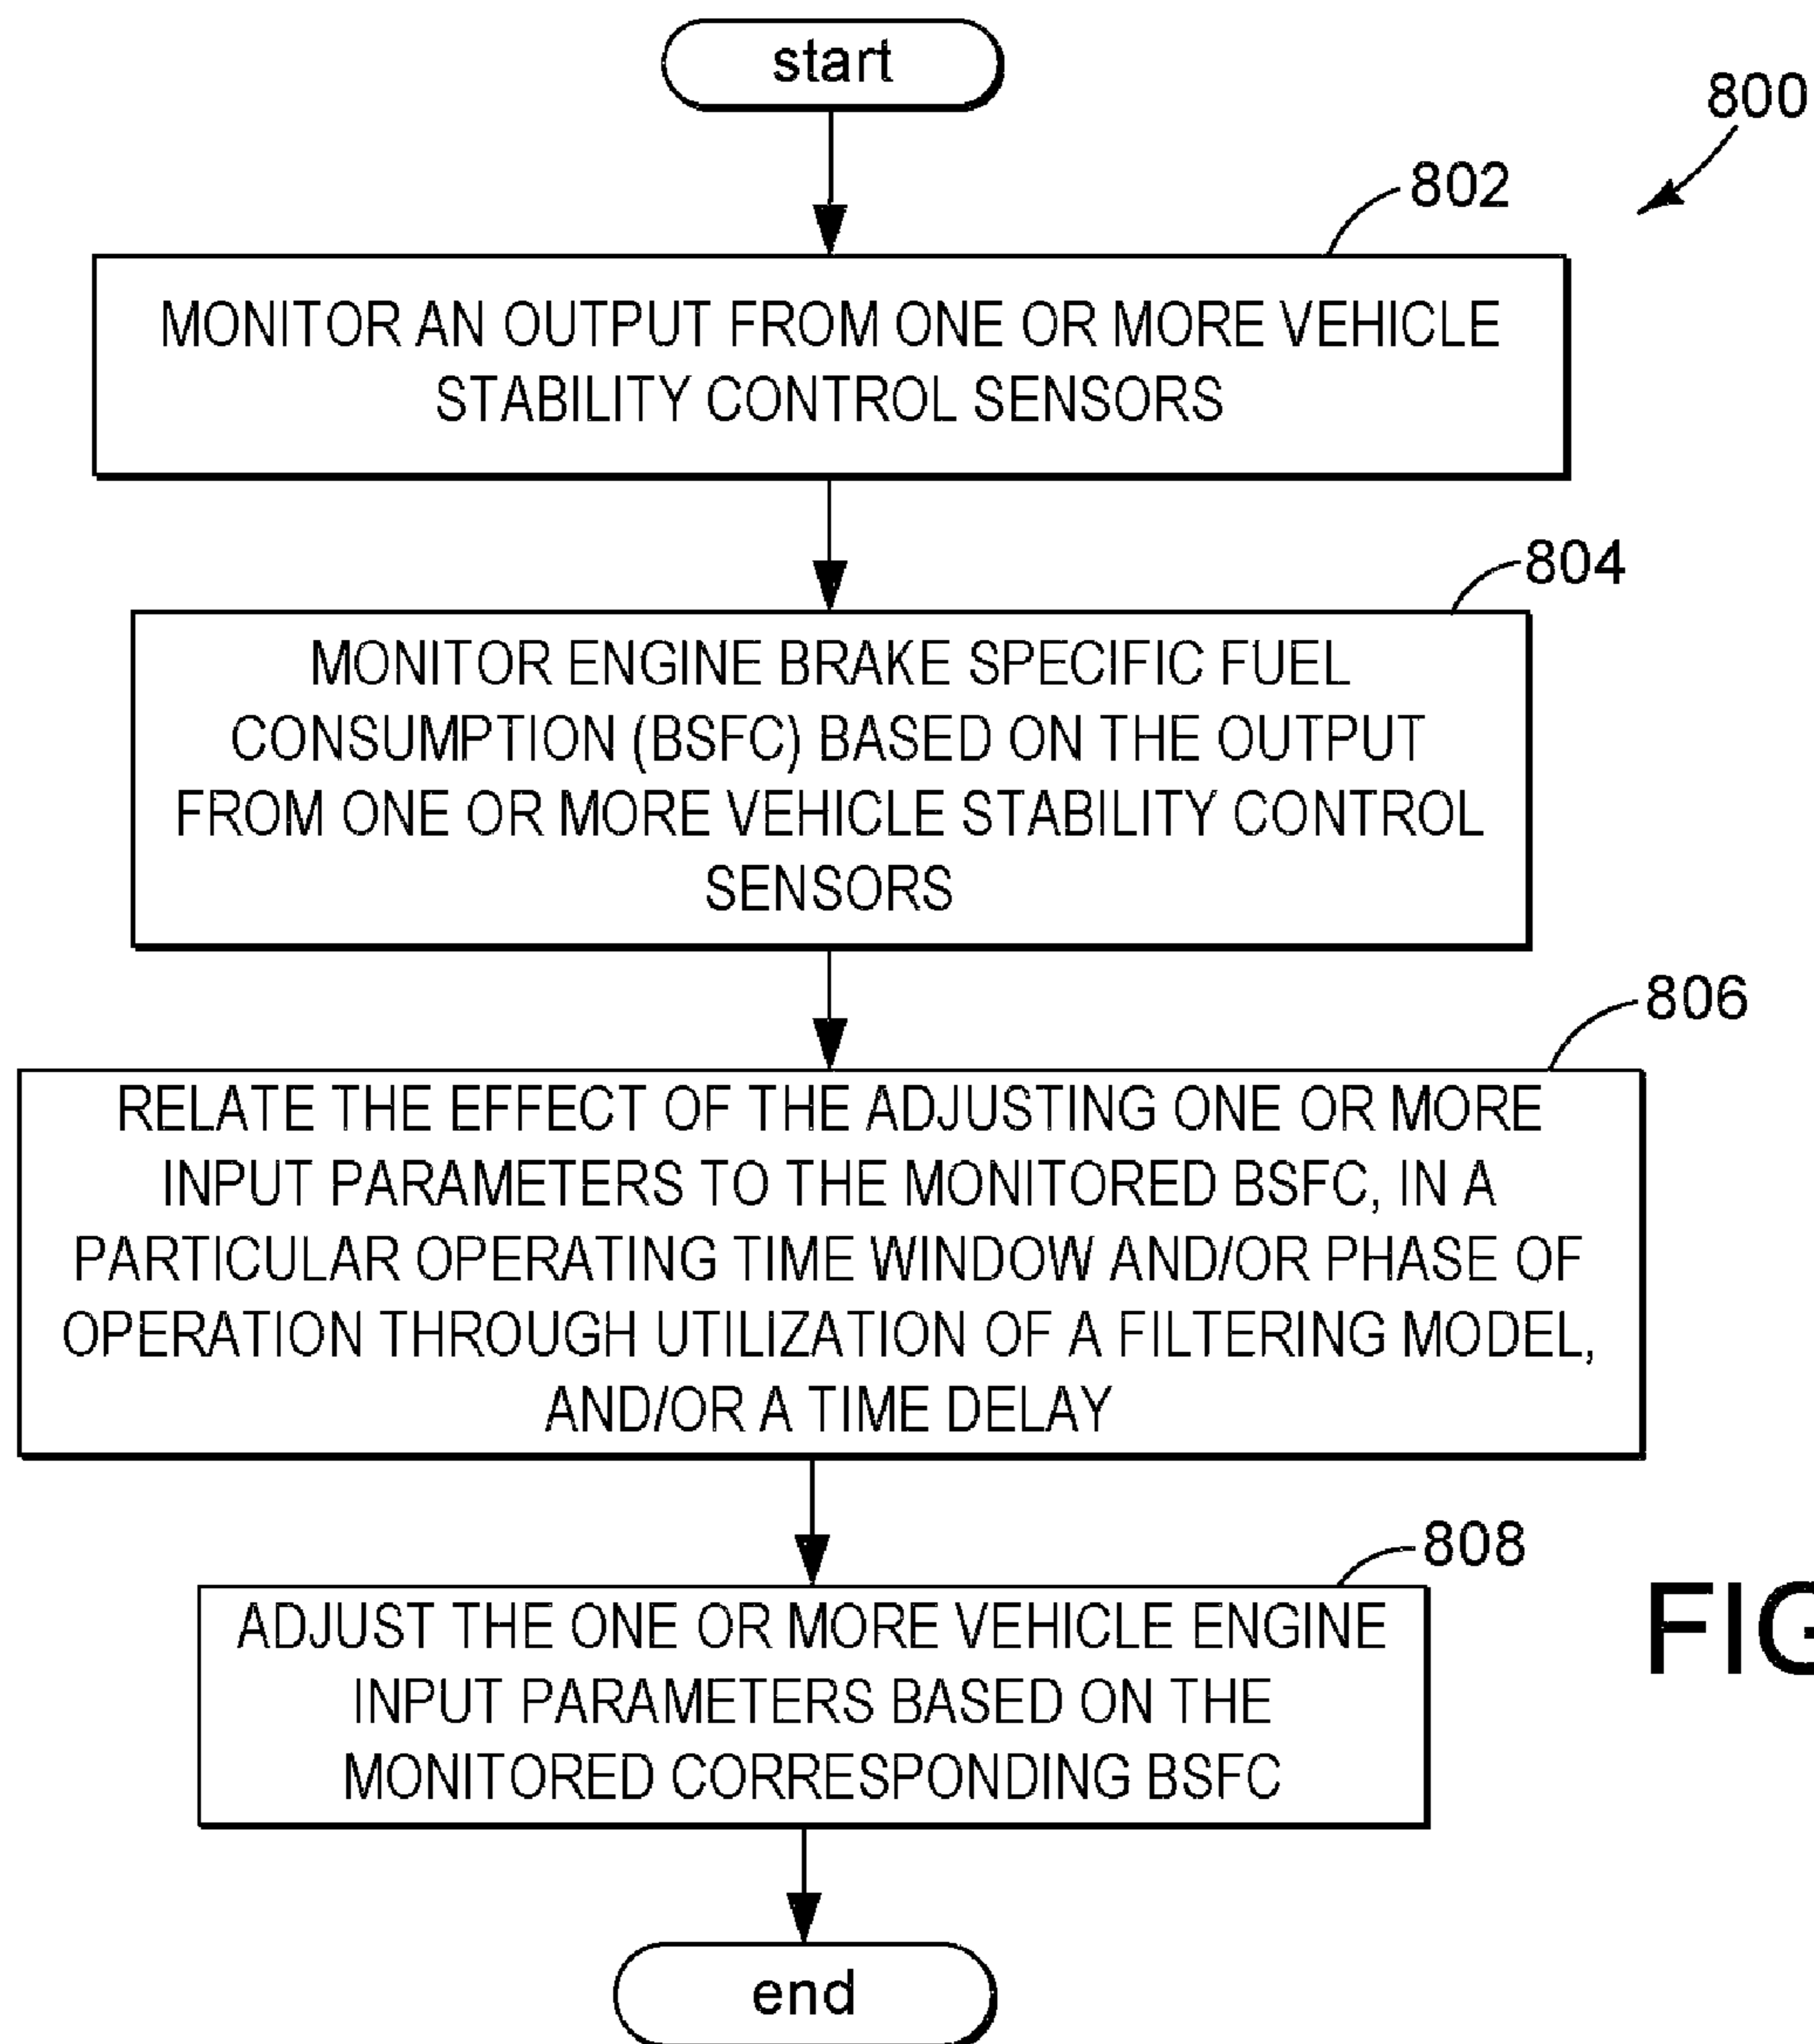 start
800
802
MONITOR AN OUTPUT FROM ONE OR MORE VEHICLE
STABILITY CONTROL SENSORS
804
MONITOR ENGINE BRAKE SPECIFIC FUEL
CONSUMPTION (BSFC) BASED ON THE OUTPUT
FROM ONE OR MORE VEHICLE STABILITY CONTROL
SENSORS
806
RELATE THE EFFECT OF THE ADJUSTING ONE OR MORE
INPUT PARAMETERS TO THE MONITORED BSFC, IN A
PARTICULAR OPERATING TIME WINDOW AND/OR PHASE OF
OPERATION THROUGH UTILIZATION OF A FILTERING MODEL,
AND/OR A TIME DELAY
808
ADJUST THE ONE OR MORE VEHICLE ENGINE
INPUT PARAMETERS BASED ON THE
MONITORED CORRESPONDING BSFC
FIG
end